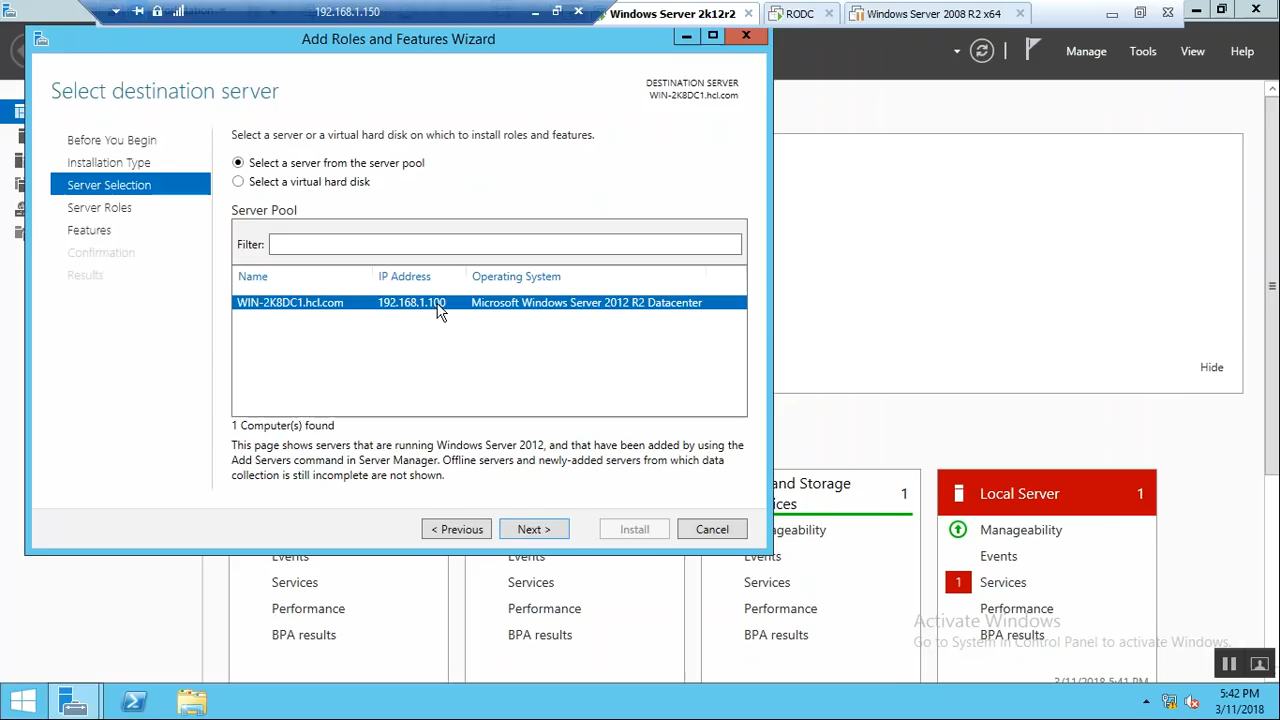 192.168.1.150
Windows Server 2k12r2
RODC
Windows Server 2008 R2 x64
Add Roles and Features Wizard
Manage
Tools
View
Help
Select destination server
DESTINATION SERVER
WIN-2K8DC1.hcl.com
Before You Begin
Installation Type
Server Selection
Server Roles
Features
Confirmation
Results
Select a server or a virtual hard disk on which to install roles and features.
Select a server from the server pool
Select a virtual hard disk
Server Pool
Filter:
Name IP Address Operating System
WIN-2K8DC1.hcl.com 192.168.1.100 Microsoft Windows Server 2012 R2 Datacenter
1 Computer(s) found
This page shows servers that are running Windows Server 2012, and that have been added by using the
Add Servers command in Server Manager. Offline servers and newly-added servers from which data
collection is still incomplete are not shown.
< Previous
Next >
Install
Cancel
Hide
and Storage 1
ices
Local Server 1
ageability
Manageability
Events
Events
Events
Events
Services
Services
Services
1 Services
Performance
Performance
Performance
Performance
BPA results
BPA results
BPA results
BPA results
Activate Windows
Go to System in Control Panel to activate Windows.
3/11/2018 5:41 PM
5:42 PM
3/11/2018